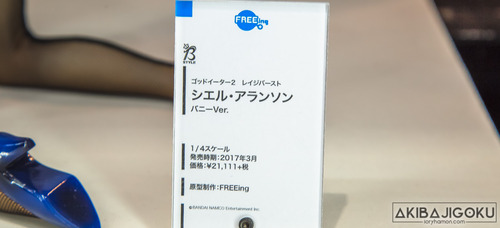 FREEing
B
STYLE
ゴッドイーター2 レイジバースト
シエル・アランソン
バニーVer.
1/4スケール
発売時期：2017年3月
価格：¥21,111+税
原型制作：FREEing
©BANDAI NAMCO Entertainment Inc.
AKIBAJIGOKU
loryhamon.com